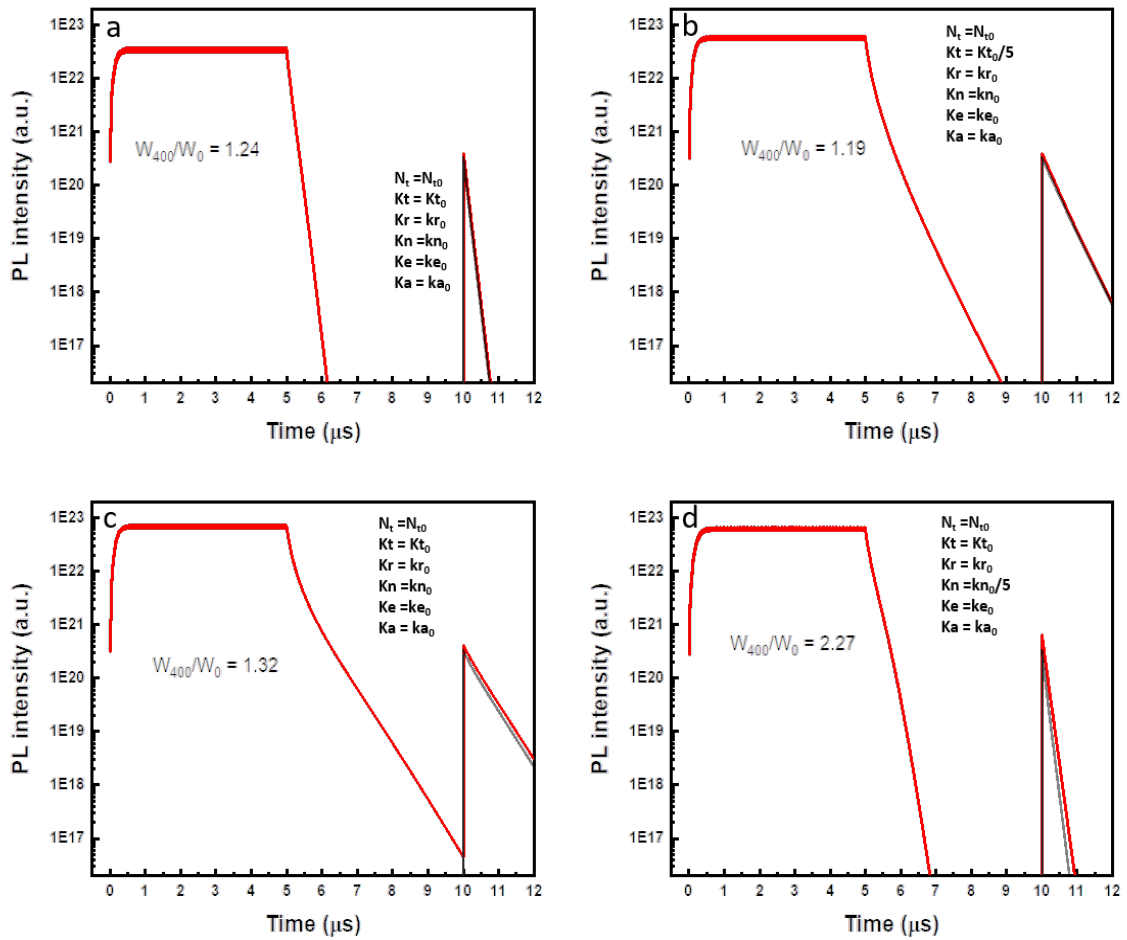 a
1E23
1E22
1E21
1E20
1E19
1E18
1E17
PL intensity (a.u.)
W400/W0 = 1.24
Nt =Nt0
Kt = Kt0
Kr = kr0
Kn =kn0
Ke =ke0
Ka = ka0
0 1 2 3 4 5 6 7 8 9 10 11 12
Time (μs)
b
1E23
1E22
1E21
1E20
1E19
1E18
1E17
PL intensity (a.u.)
Nt =Nt0
Kt = Kt0/5
Kr = kr0
Kn =kn0
Ke =ke0
Ka = ka0
W400/W0 = 1.19
0 1 2 3 4 5 6 7 8 9 10 11 12
Time (μs)
c
1E23
1E22
1E21
1E20
1E19
1E18
1E17
PL intensity (a.u.)
Nt =Nt0
Kt = Kt0
Kr = kr0
Kn =kn0
Ke =ke0
Ka = ka0
W400/W0 = 1.32
0 1 2 3 4 5 6 7 8 9 10 11 12
Time (μs)
d
1E23
1E22
1E21
1E20
1E19
1E18
1E17
PL intensity (a.u.)
Nt =Nt0
Kt = Kt0
Kr = kr0
Kn =kn0/5
Ke =ke0
Ka = ka0
W400/W0 = 2.27
0 1 2 3 4 5 6 7 8 9 10 11 12
Time (μs)